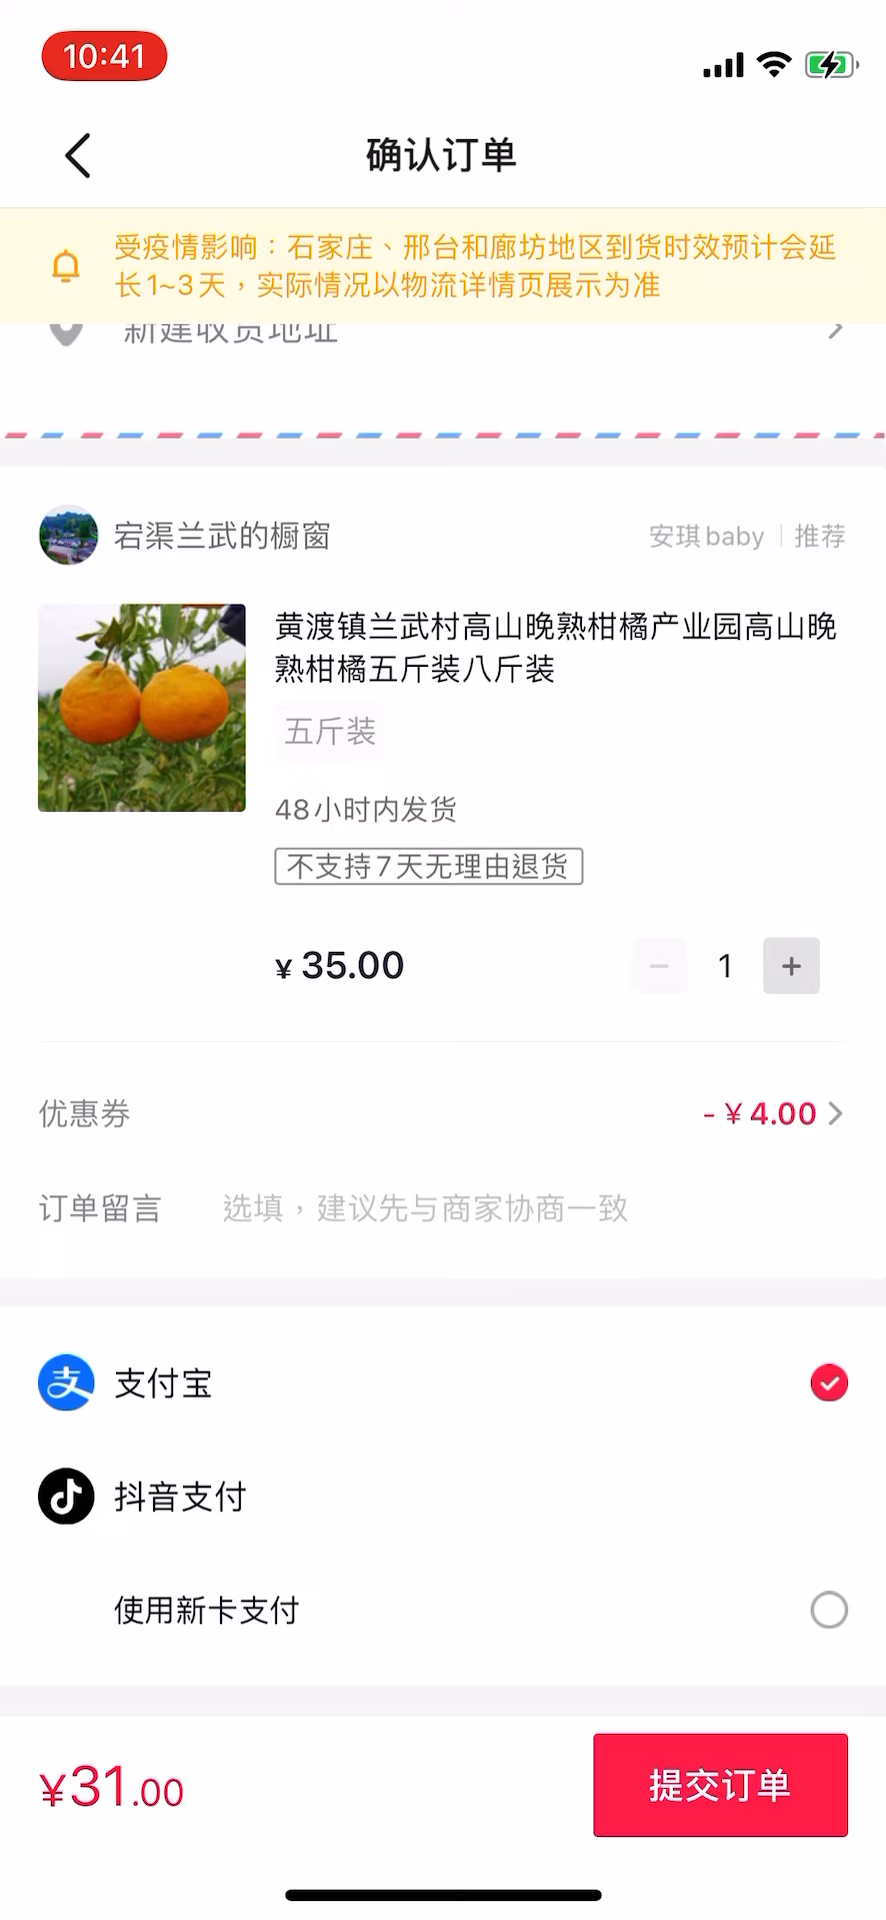 10:41
确认订单
受疫情影响：石家庄、邢台和廊坊地区到货时效预计会延
长1~3天，实际情况以物流详情页展示为准
新建收货地址
宕渠兰武的橱窗
安琪baby | 推荐
黄渡镇兰武村高山晚熟柑橘产业园高山晚
熟柑橘五斤装八斤装
五斤装
48小时内发货
不支持7天无理由退货
¥ 35.00
1
优惠券
- ¥ 4.00
订单留言 选填，建议先与商家协商一致
支 支付宝
抖音支付
使用新卡支付
¥31.00
提交订单